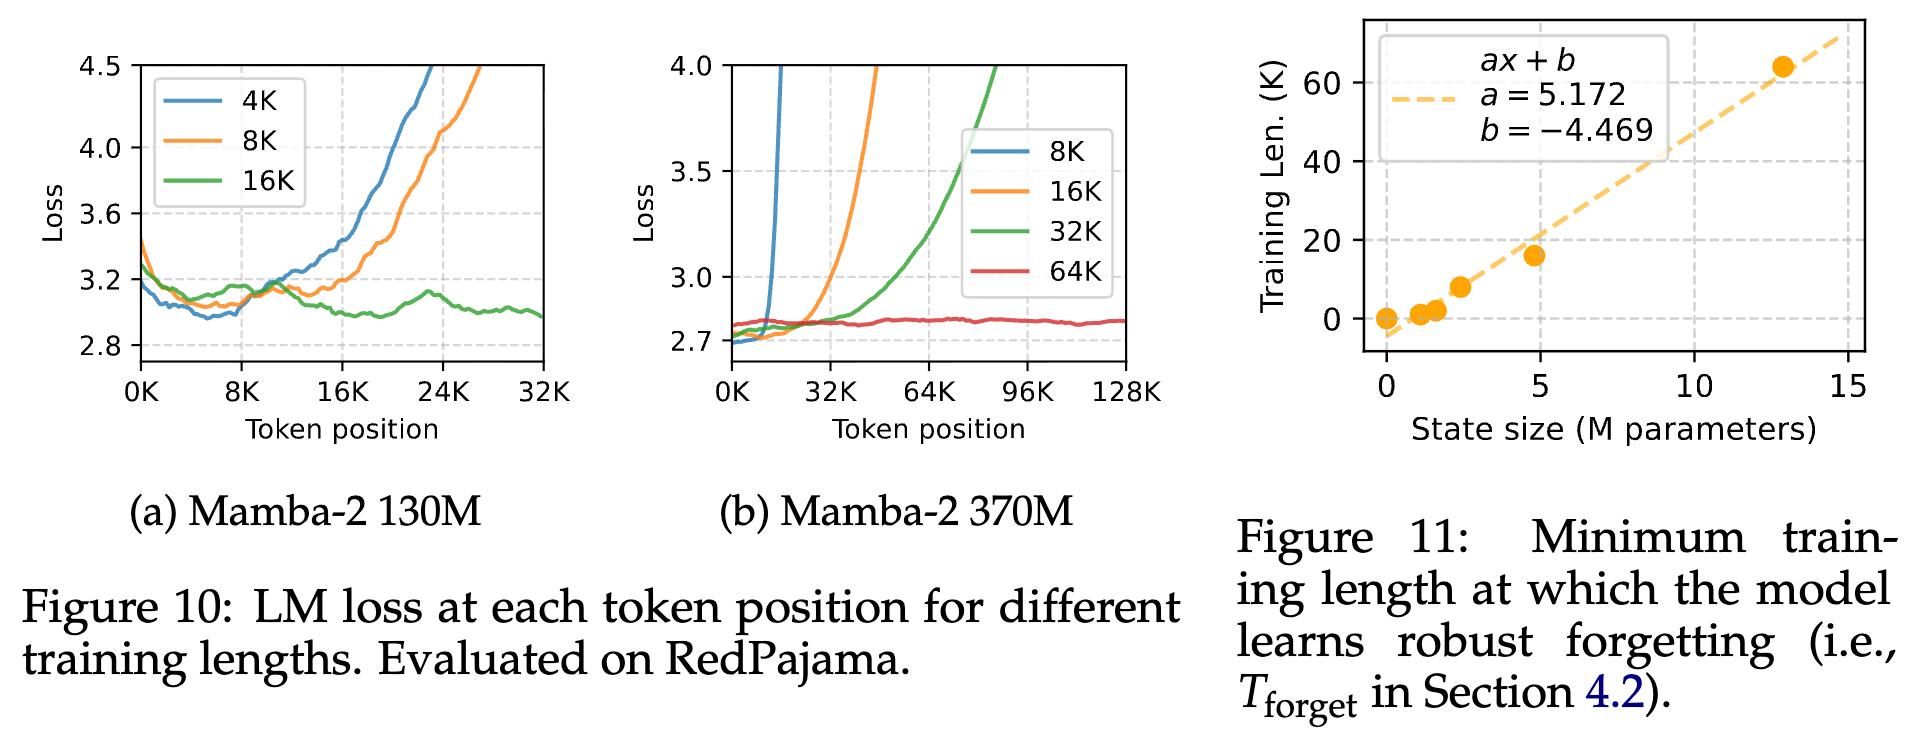 4.5
4.0
3.6
3.2
2.8
Loss
4K
8K
16K
0K 8K 16K 24K 32K
Token position
(a) Mamba-2 130M
4.0
3.5
3.0
2.7
Loss
8K
16K
32K
64K
0K 32K 64K 96K 128K
Token position
(b) Mamba-2 370M
Figure 10: LM loss at each token position for different
training lengths. Evaluated on RedPajama.
60
40
20
0
Training Len. (K)
ax + b
a = 5.172
b = −4.469
0 5 10 15
State size (M parameters)
Figure 11: Minimum train-
ing length at which the model
learns robust forgetting (i.e.,
Tforget in Section 4.2).